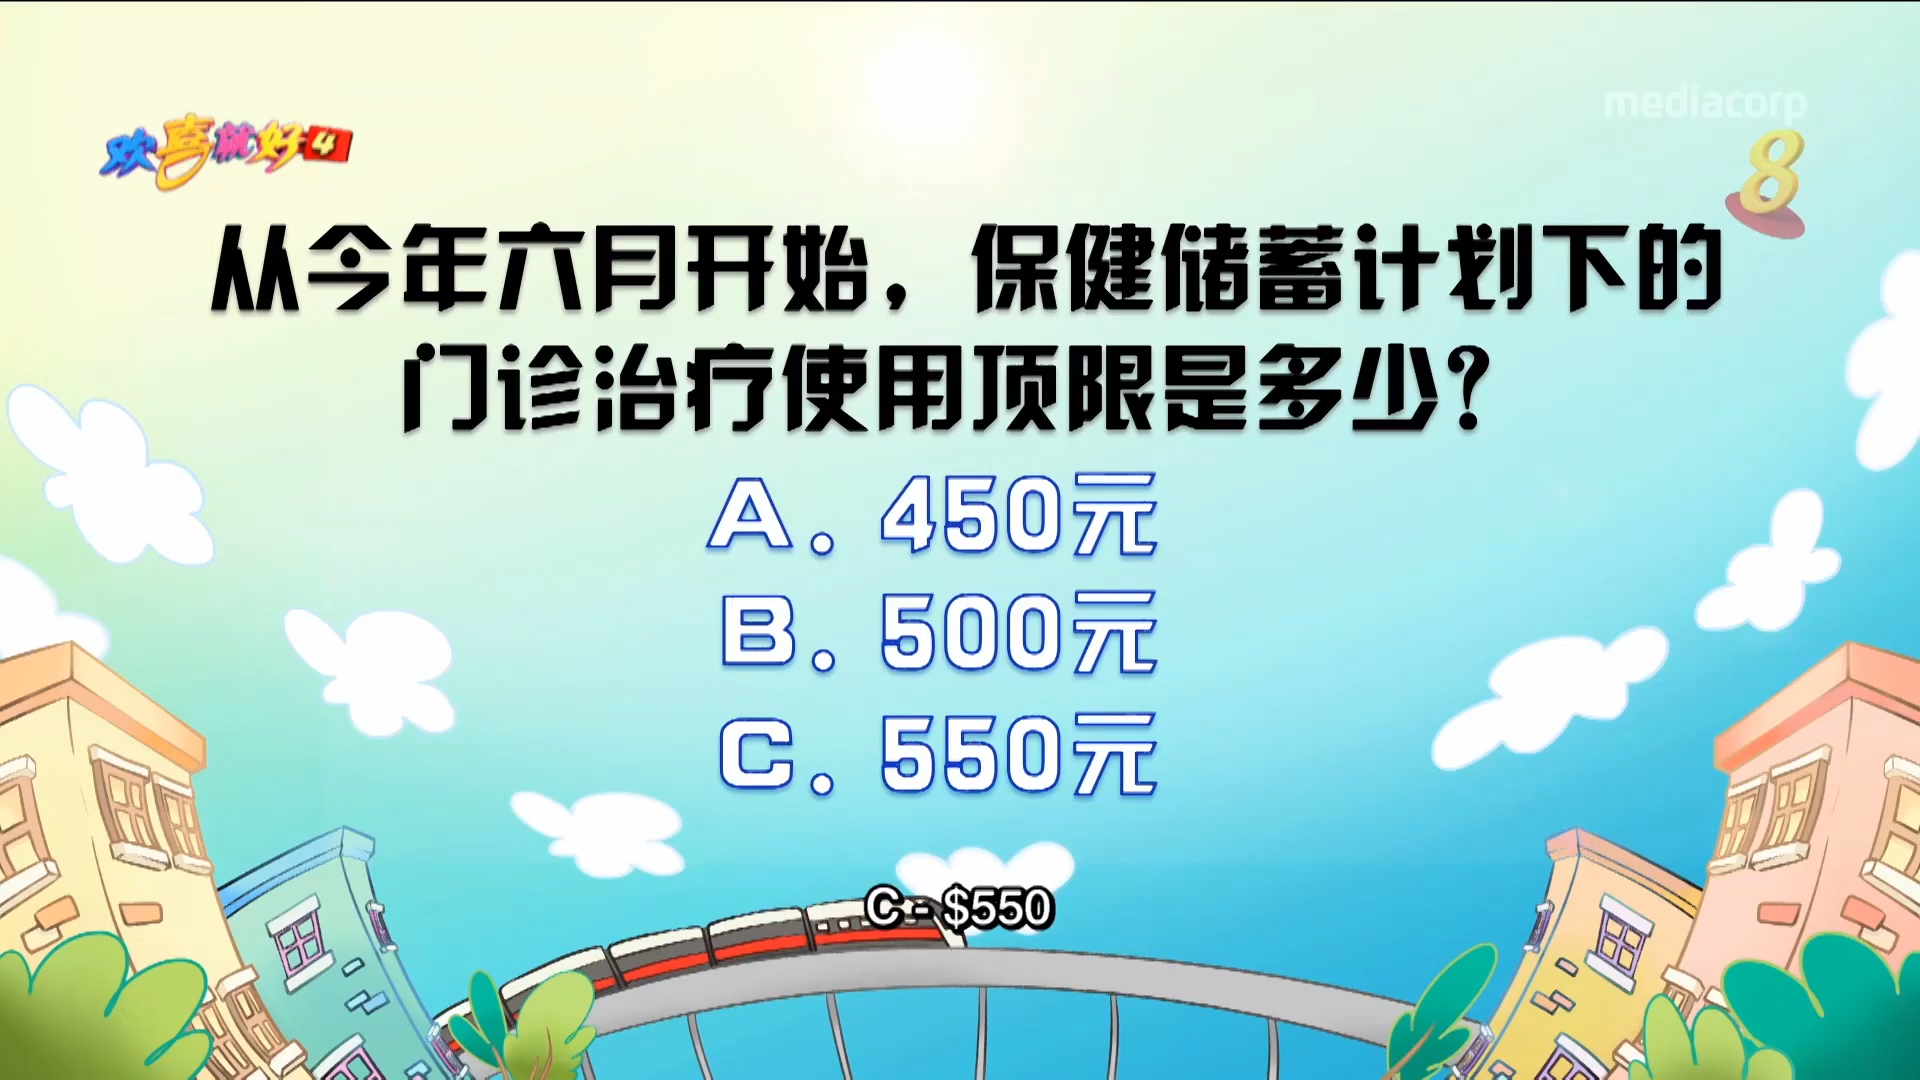 欢喜就好4
mediacorp
8
从今年六月开始，保健储蓄计划下的
门诊治疗使用顶限是多少？
A. 450元
B. 500元
C. 550元
C - $550